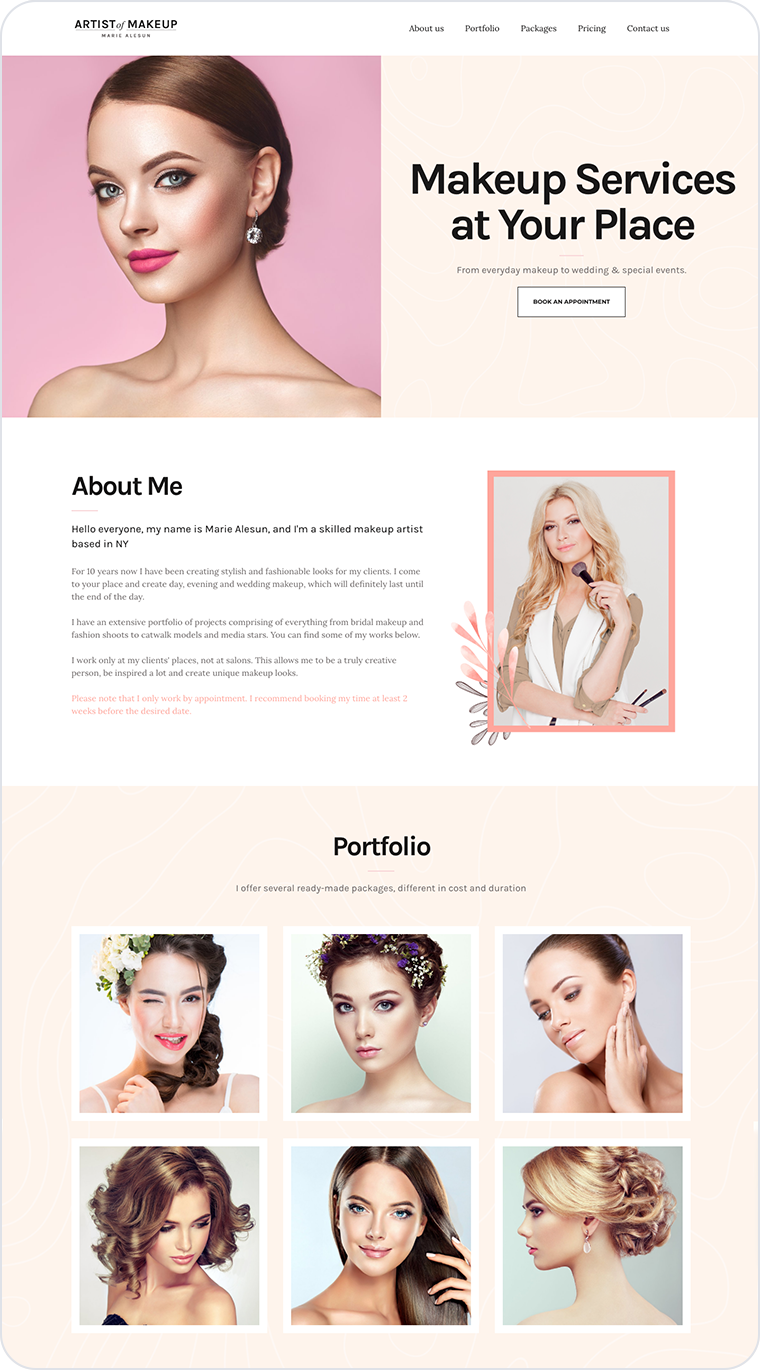 ARTIST of MAKEUP
MARIE ALESUN
About us
Portfolio
Packages
Pricing
Contact us
Makeup Services
at Your Place
From everyday makeup to wedding & special events.
BOOK AN APPOINTMENT
About Me
Hello everyone, my name is Marie Alesun, and I'm a skilled makeup artist
based in NY
For 10 years now I have been creating stylish and fashionable looks for my clients. I come
to your place and create day, evening and wedding makeup, which will definitely last until
the end of the day.
I have an extensive portfolio of projects comprising of everything from bridal makeup and
fashion shoots to catwalk models and media stars. You can find some of my works below.
I work only at my clients' places, not at salons. This allows me to be a truly creative
person, be inspired a lot and create unique makeup looks.
Please note that I only work by appointment. I recommend booking my time at least 2
weeks before the desired date.
Portfolio
I offer several ready-made packages, different in cost and duration